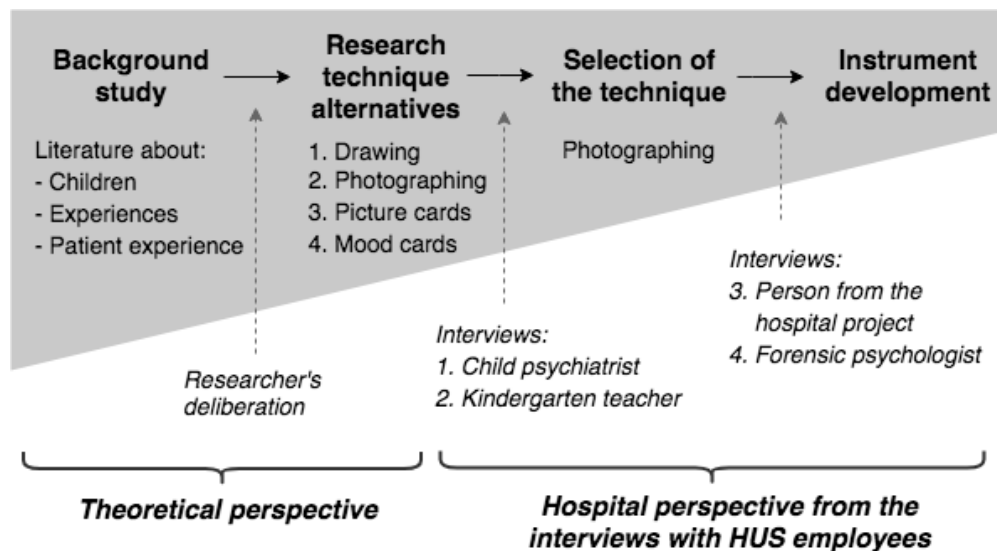 Background
study
Research
technique
alternatives
Selection of
the technique
Instrument
development
Literature about:
- Children
- Experiences
- Patient experience
1. Drawing
2. Photographing
3. Picture cards
4. Mood cards
Photographing
Researcher's
deliberation
Interviews:
1. Child psychiatrist
2. Kindergarten teacher
Interviews:
3. Person from the
hospital project
4. Forensic psychologist
Theoretical perspective
Hospital perspective from the
interviews with HUS employees